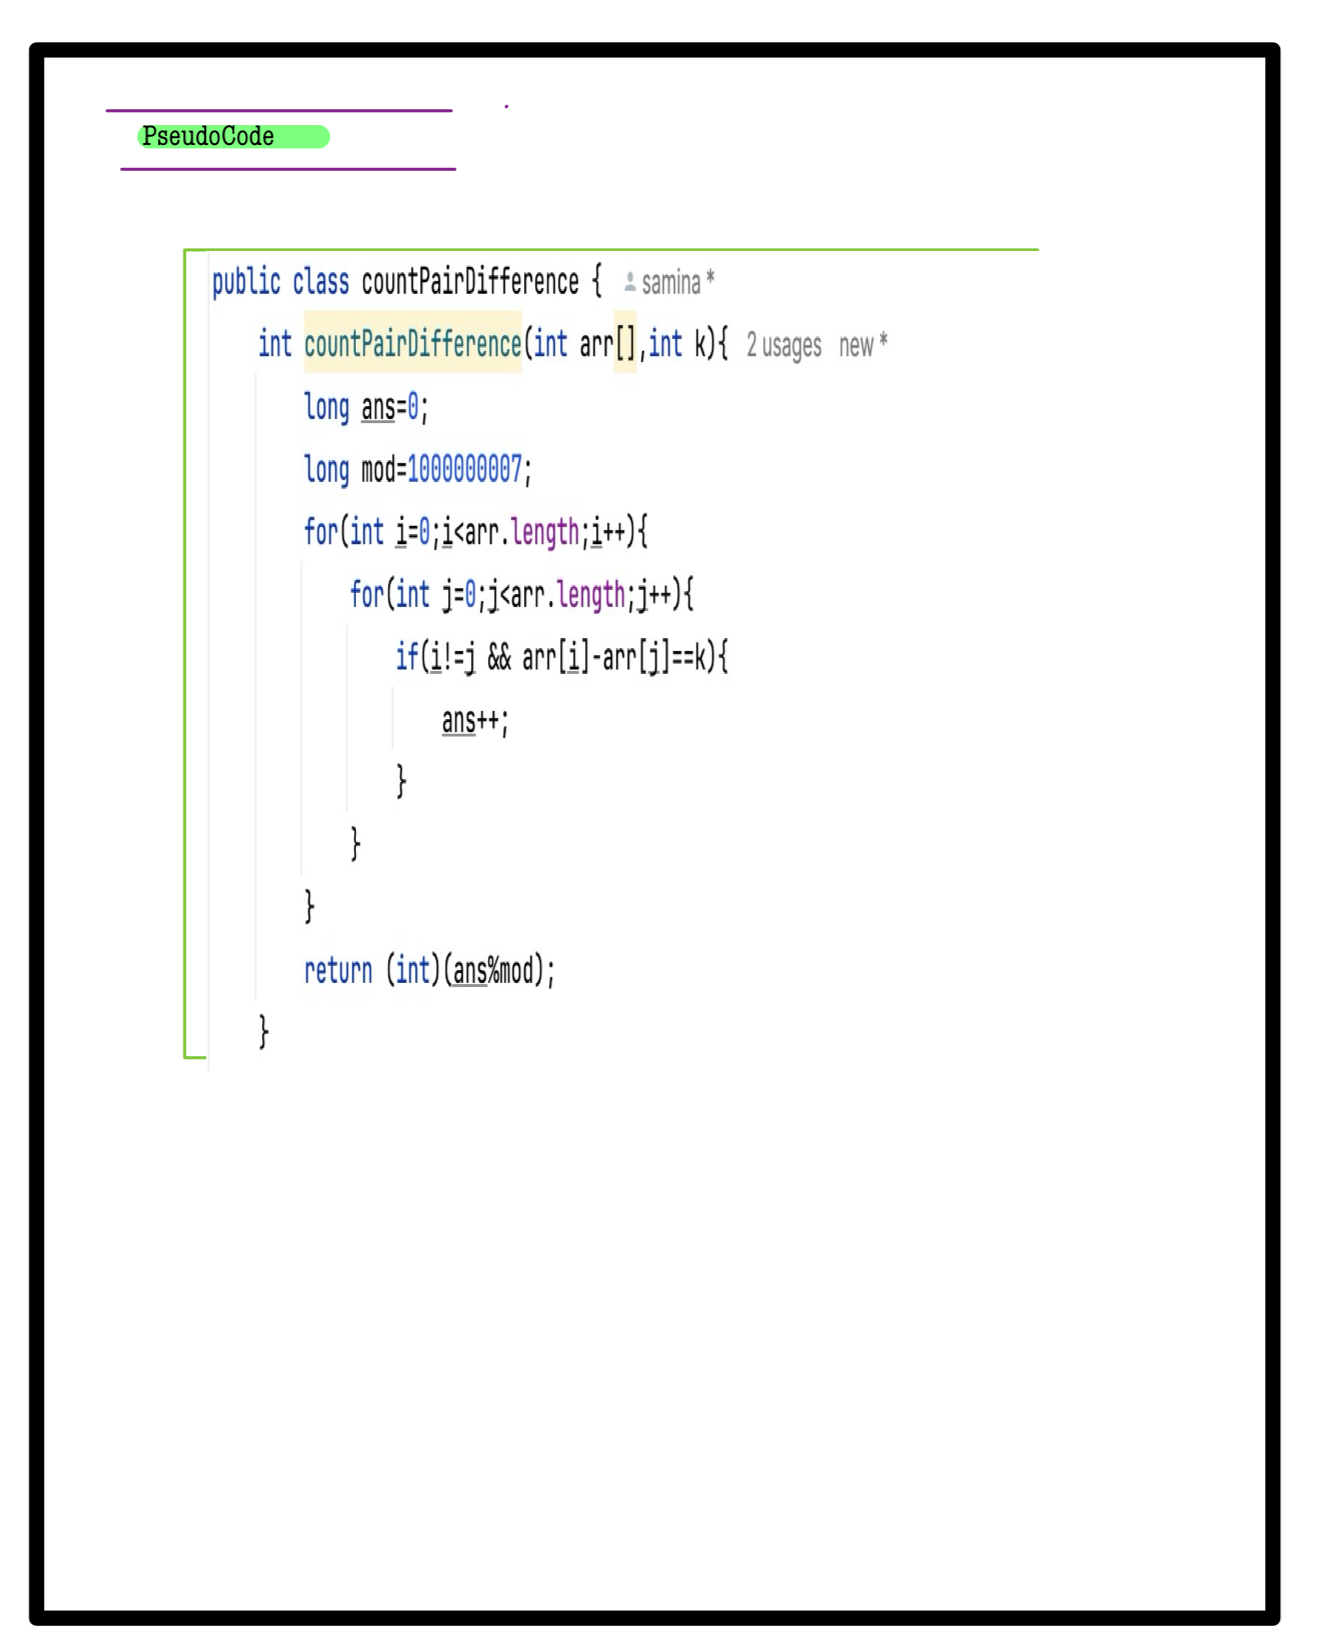 PseudoCode
public class countPairDifference { samina *
int countPairDifference(int arr[],int k){ 2 usages new *
long ans=0;
long mod=1000000007;
for(int i=0;i<arr.length;i++){
for(int j=0;j<arr.length;j++){
if(i!=j && arr[i]-arr[j]==k){
ans++;
}
}
}
return (int)(ans%mod);
}